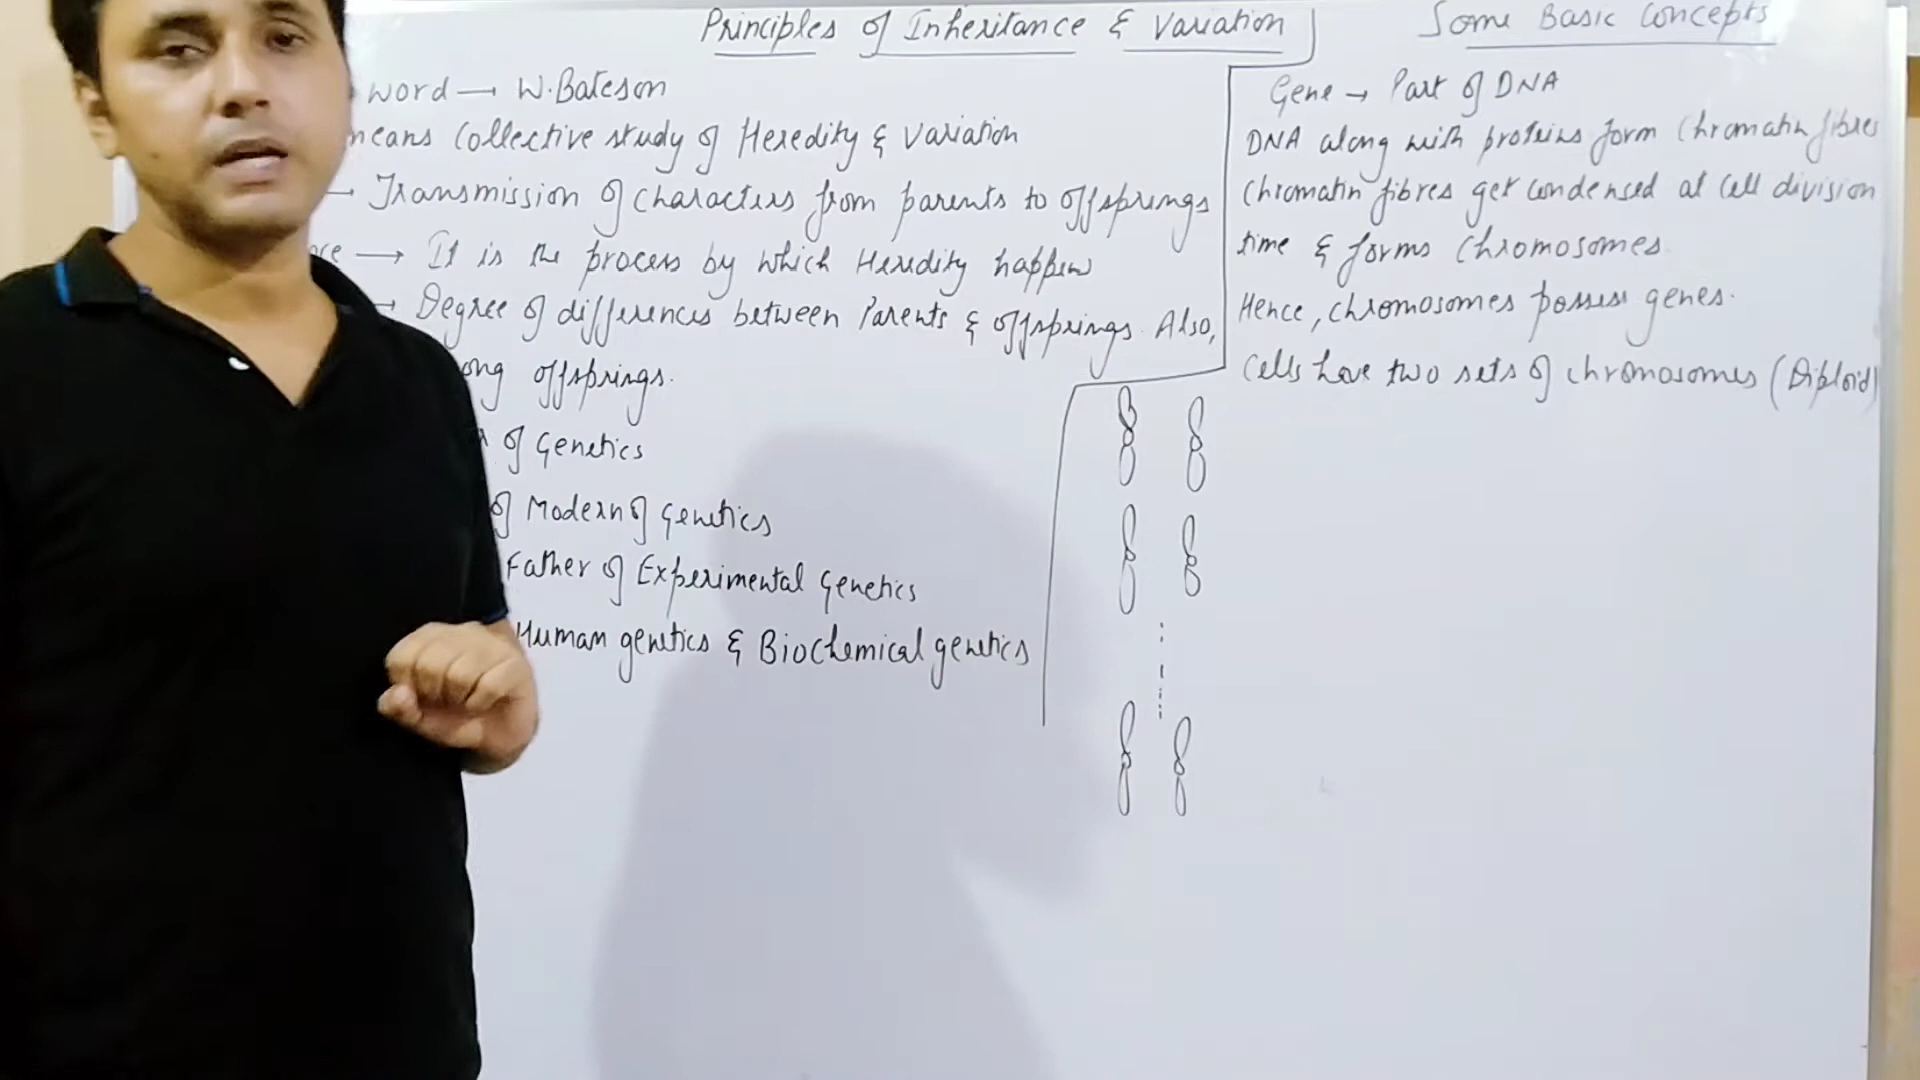 Principles of Inheritance & Variation
word → W. Bateson
means Collective study of Heredity & Variation
→ Transmission of characters from parents to offsprings
→ It is the process by which Heredity happen
→ Degree of differences between Parents & offsprings. Also,
offsprings.
of Genetics
of Modern of Genetics
Father of Experimental Genetics
Human genetics & Biochemical genetics
Some Basic Concepts
Gene → Part of DNA
DNA along with proteins form Chromatin fibres
Chromatin fibres get condensed at Cell division
time & forms Chromosomes.
Hence, chromosomes possess genes.
Cells have two sets of chromosomes (Diploid)